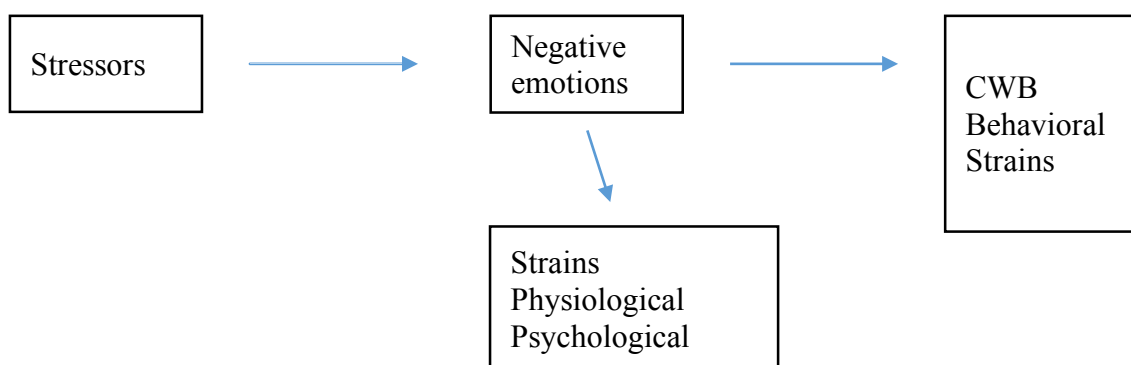 Stressors
Negative
emotions
CWB
Behavioral
Strains
Strains
Physiological
Psychological